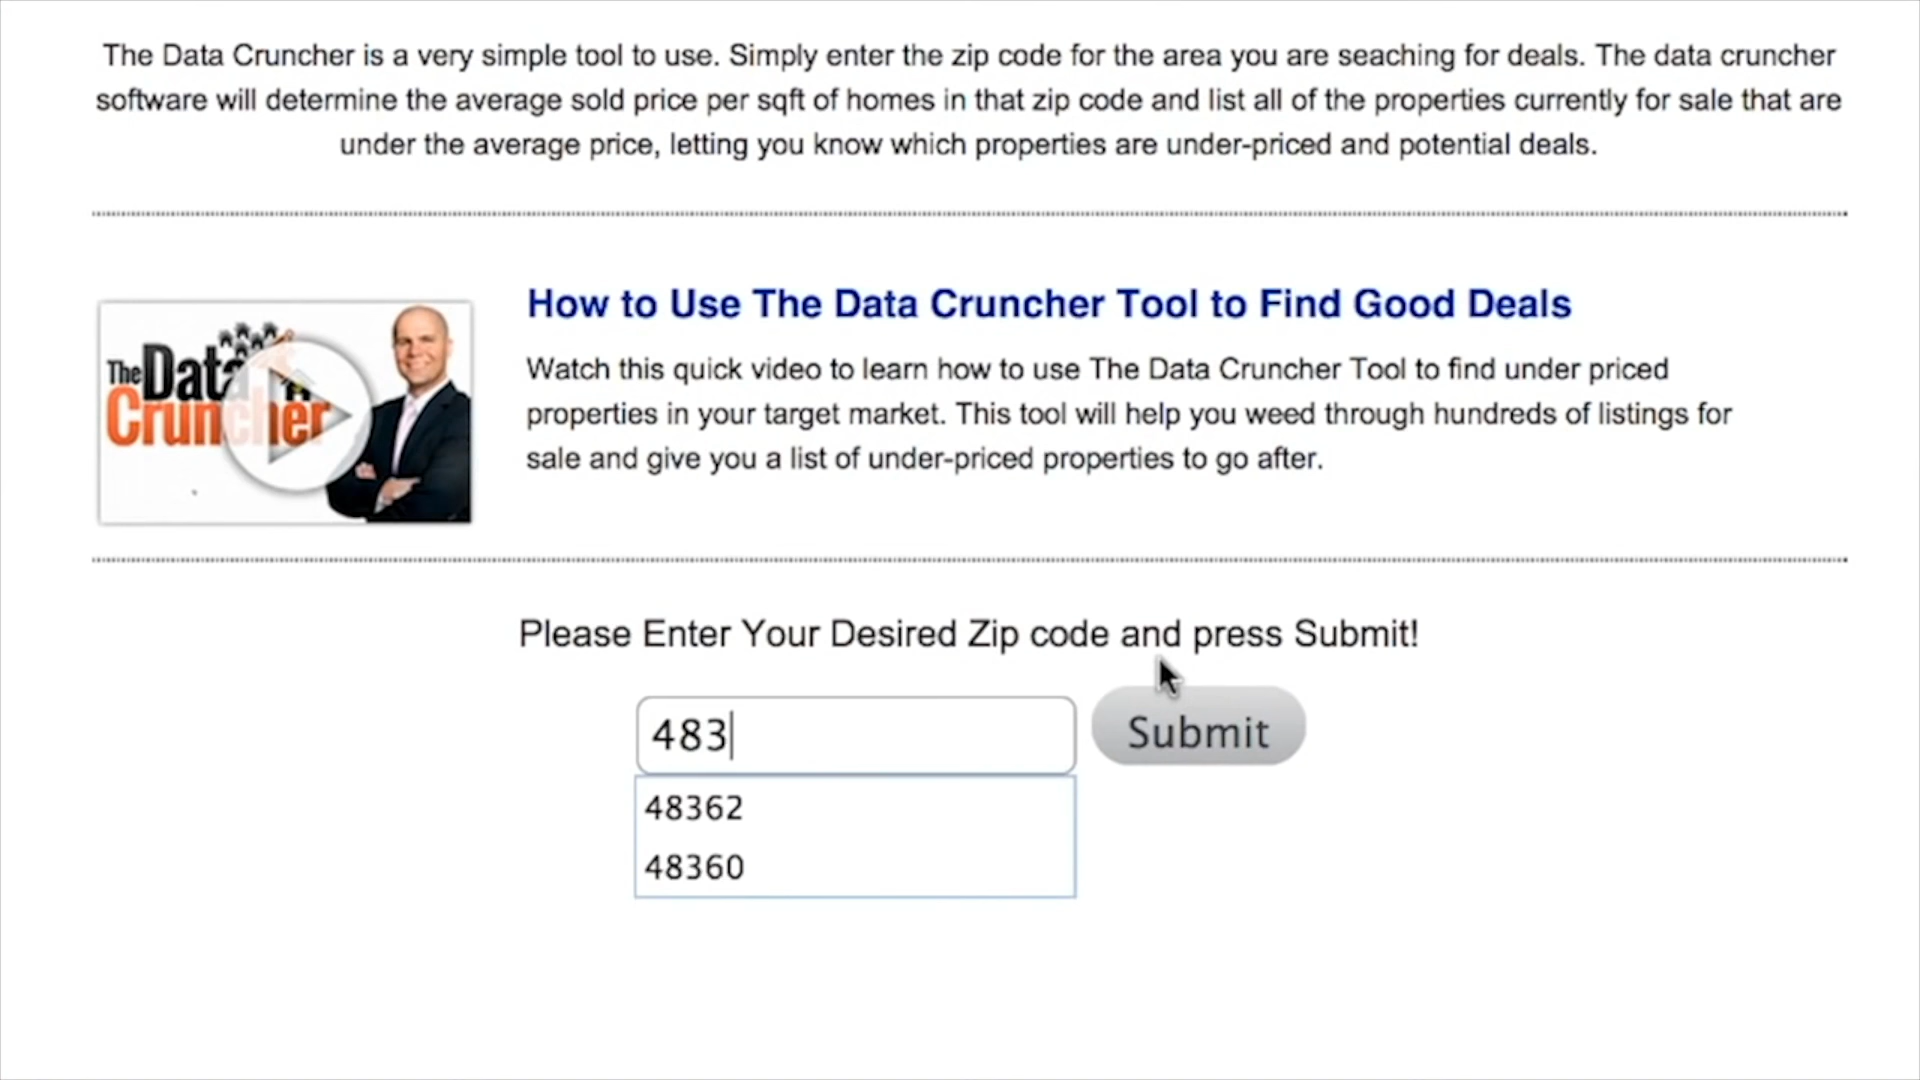 The Data Cruncher is a very simple tool to use. Simply enter the zip code for the area you are seaching for deals. The data cruncher
software will determine the average sold price per sqft of homes in that zip code and list all of the properties currently for sale that are
under the average price, letting you know which properties are under-priced and potential deals.
The Data
Cruncher
How to Use The Data Cruncher Tool to Find Good Deals
Watch this quick video to learn how to use The Data Cruncher Tool to find under priced
properties in your target market. This tool will help you weed through hundreds of listings for
sale and give you a list of under-priced properties to go after.
Please Enter Your Desired Zip code and press Submit!
483
Submit
48362
48360